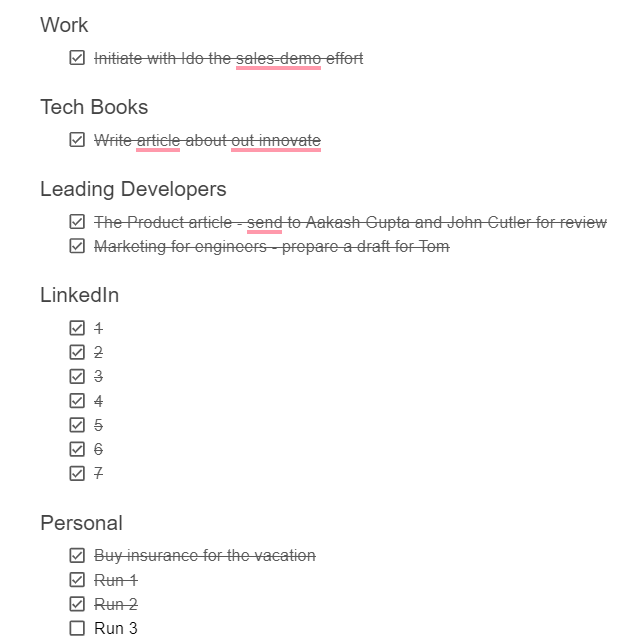 Work
Initiate with Ido the sales-demo effort
Tech Books
Write article about out innovate
Leading Developers
The Product article - send to Aakash Gupta and John Cutler for review
Marketing for engineers - prepare a draft for Tom
LinkedIn
1
2
3
4
5
6
7
Personal
Buy insurance for the vacation
Run 1
Run 2
Run 3